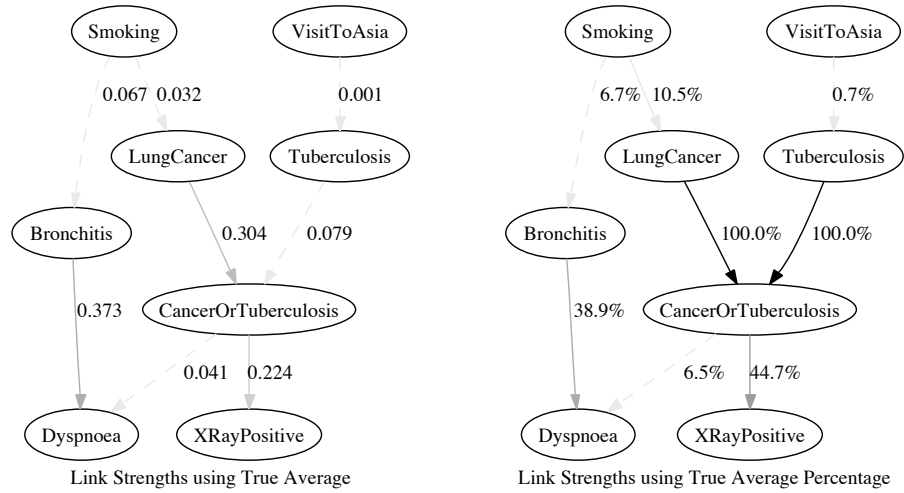 Smoking
VisitToAsia
0.067 0.032
0.001
LungCancer
Tuberculosis
Bronchitis
0.304
0.079
0.373
CancerOrTuberculosis
0.041
0.224
Dyspnoea
XRayPositive
Link Strengths using True Average
Smoking
VisitToAsia
6.7% 10.5%
0.7%
LungCancer
Tuberculosis
Bronchitis
100.0%
100.0%
38.9%
CancerOrTuberculosis
6.5%
44.7%
Dyspnoea
XRayPositive
Link Strengths using True Average Percentage